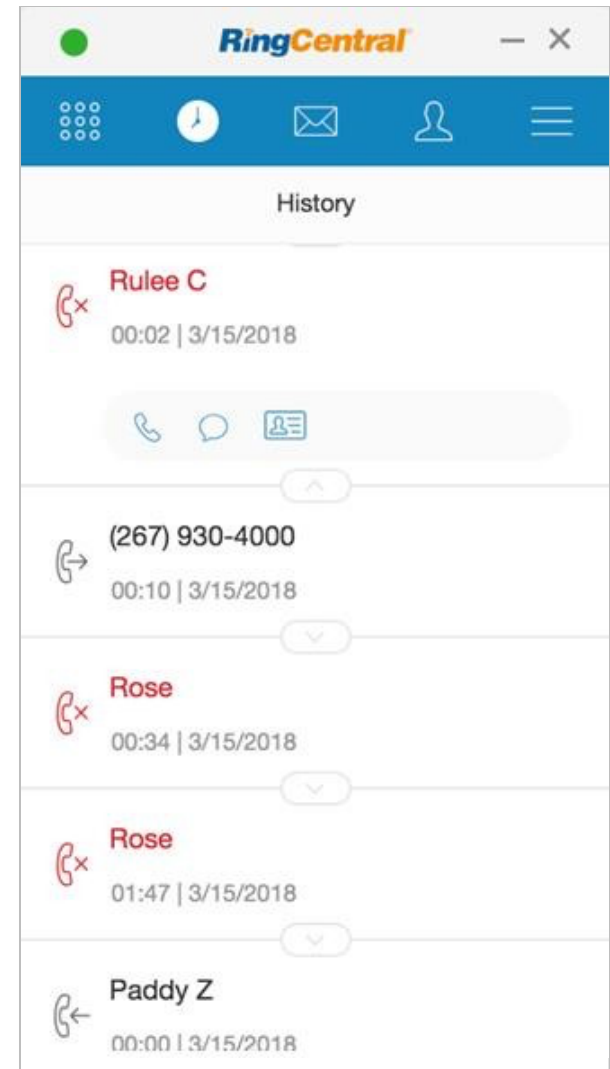 RingCentral
History
Rulee C
00:02 | 3/15/2018
(267) 930-4000
00:10 | 3/15/2018
Rose
00:34 | 3/15/2018
Rose
01:47 | 3/15/2018
Paddy Z
00:00 | 3/15/2018